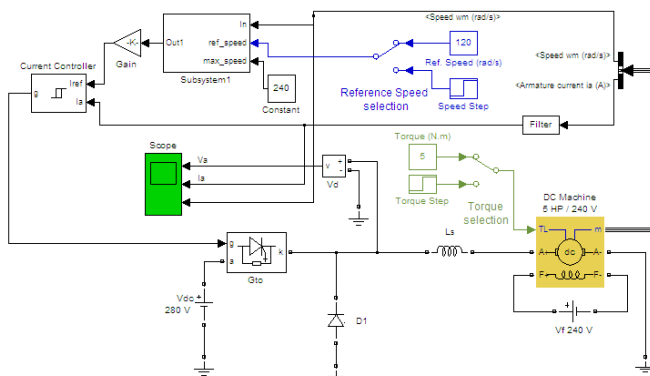 <Speed wm (rad/s)>
In
Current Controller
-K-
Out1
ref_speed
120
<Speed wm (rad/s)>
Gain
max_speed
Ref. Speed (rad/s)
Iref
Subsystem1
240
Reference Speed
selection
<Armature current ia (A)>
g
Ia
Constant
Speed Step
Filter
Scope
Torque (N.m)
Va
v
+
-
5
Ia
Vd
DC Machine
5 HP / 240 V
Torque Step
Torque
selection
Ls
TL
m
g
k
A+
dc
A-
a
F+
F-
Gto
Vdc
280 V
+
D1
+
Vf 240 V